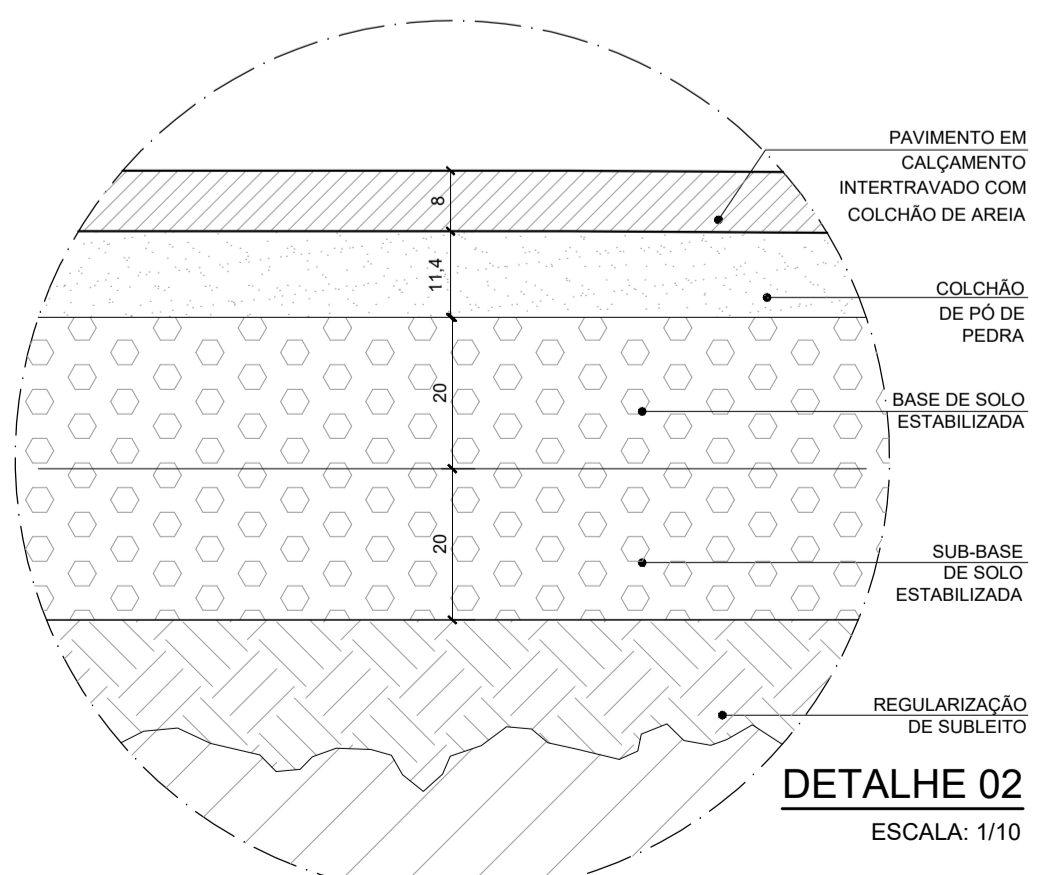 PAVIMENTO EM
CALÇAMENTO
INTERTRAVADO COM
COLCHÃO DE AREIA
8
11,4
COLCHÃO
DE PÓ DE
PEDRA
20
BASE DE SOLO
ESTABILIZADA
20
SUB-BASE
DE SOLO
ESTABILIZADA
REGULARIZAÇÃO
DE SUBLEITO
DETALHE 02
ESCALA: 1/10